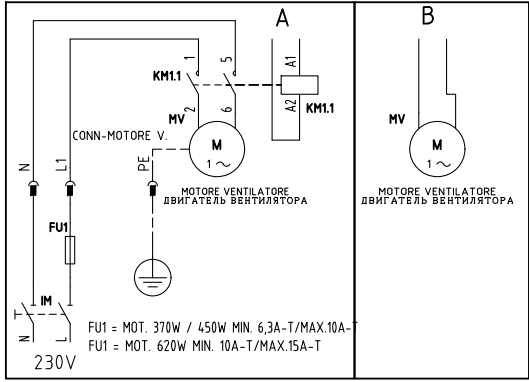 A
B
1
5
KM1.1
A1
A2
KM1.1
2
6
MV
M
1 ~
CONN-MOTORE V.
MOTORE VENTILATORE
ДВИГАТЕЛЬ ВЕНТИЛЯТОРА
MV
M
1 ~
MOTORE VENTILATORE
ДВИГАТЕЛЬ ВЕНТИЛЯТОРА
N
L1
PE
FU1
IM
N
L
230V
FU1 = MOT. 370W / 450W MIN. 6,3A-T/MAX.10A-T
FU1 = MOT. 620W MIN. 10A-T/MAX.15A-T